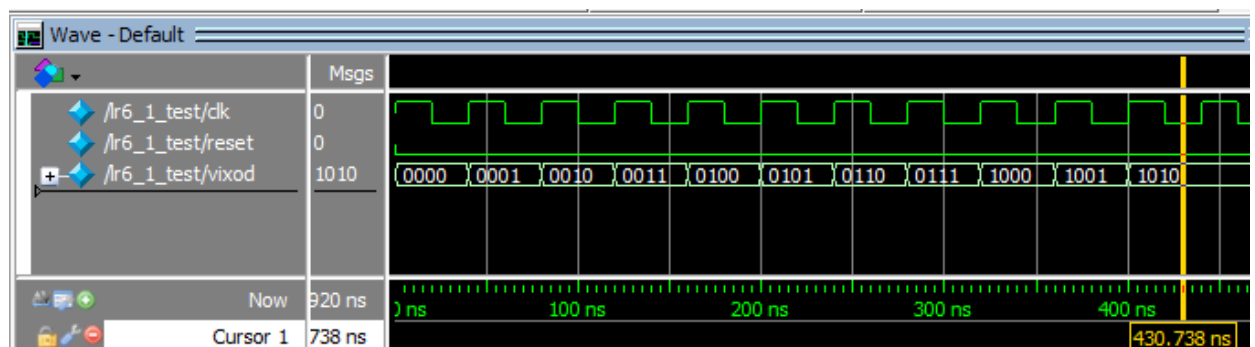 Wave - Default
Msgs
/lr6_1_test/clk 0
/lr6_1_test/reset 0
/lr6_1_test/vixod 1010 0000 0001 0010 0011 0100 0101 0110 0111 1000 1001 1010
Now 920 ns ns 100 ns 200 ns 300 ns 400 ns
Cursor 1 738 ns 430.738 ns